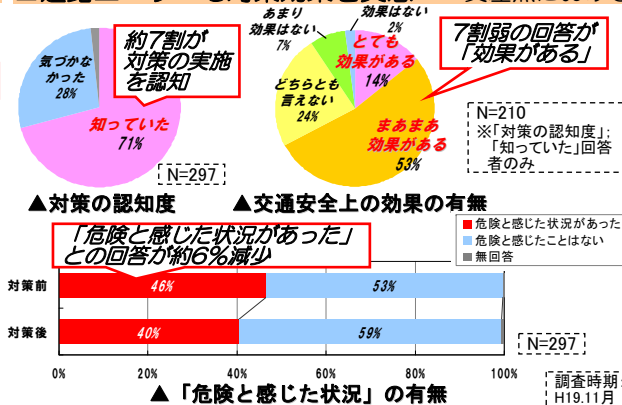 あまり
効果はない
7%
効果はない
2%
約7割が
対策の実施
を認知
気づかな
かった
28%
知っていた
71%
N=297
▲対策の認知度
とても
効果がある
14%
どちらとも
言えない
24%
まあまあ
効果がある
53%
7割弱の回答が
「効果がある」
N=210
※「対策の認知度」;
「知っていた」回答
者のみ
▲交通安全上の効果の有無
「危険と感じた状況があった」
との回答が約6%減少
危険と感じた状況があった
危険と感じたことはない
無回答
対策前 46% 53%
対策後 40% 59%
N=297
0% 20% 40% 60% 80% 100%
▲「危険と感じた状況」の有無
調査時期:
H19.11月